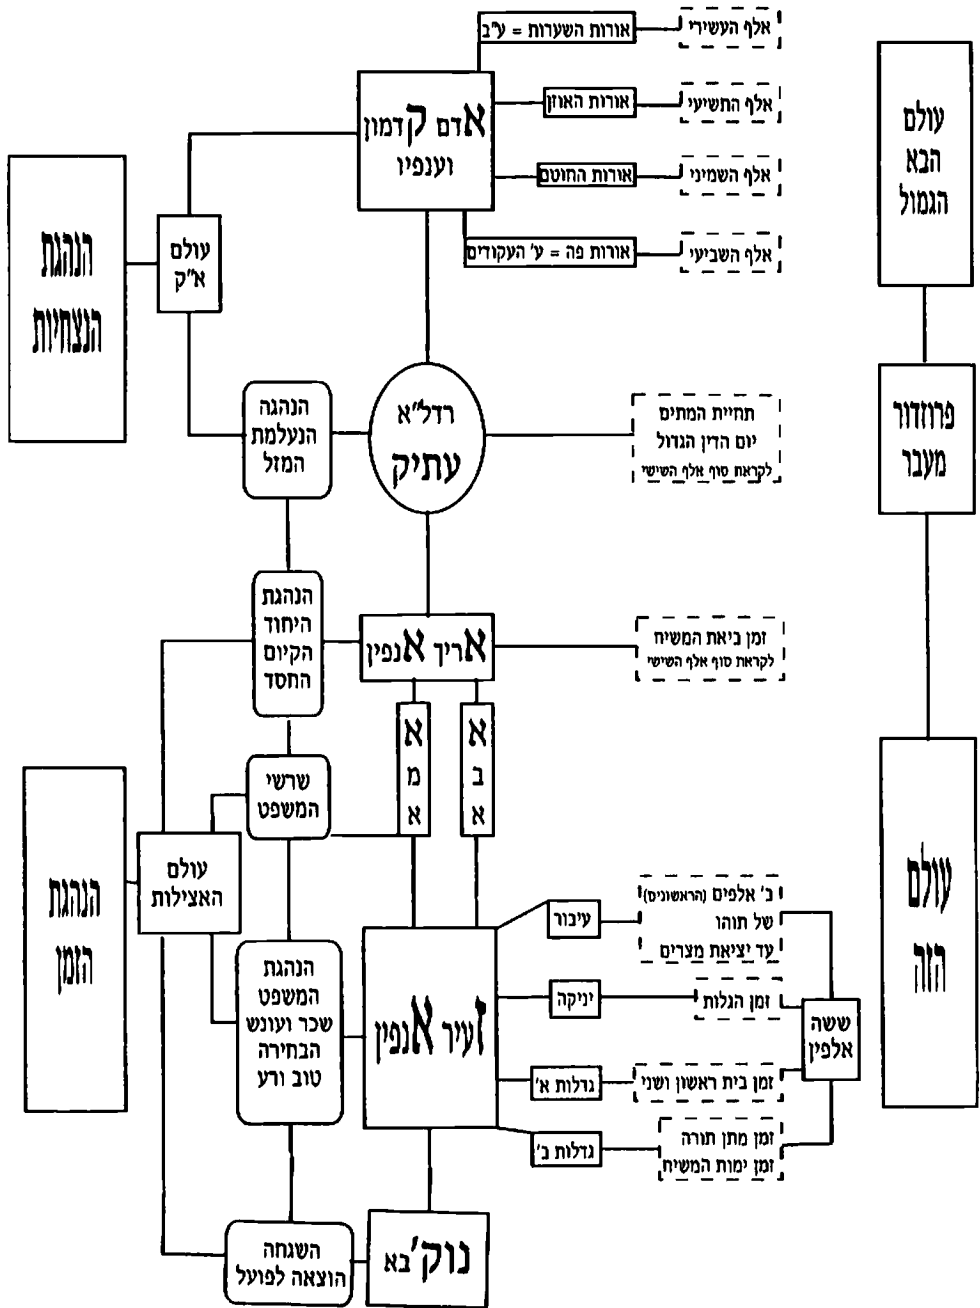 אלף העשירי
אורות השערות = ע"ב
אלף התשיעי
אורות האוזן
אלף השמיני
אורות החוטם
אלף השביעי
אורות פה = ע' העקודים
אדם קדמון
וענפיו
עולם
הבא
הגמול
עולם
א"ק
הנהגת
הנצחיות
פרוזדור
מעבר
תחיית המתים
יום הדין הגדול
לקראת סוף אלף השישי
רדל"א
עתיק
הנהגה
הנעלמת
המזל
זמן ביאת המשיח
לקראת סוף אלף השישי
אריך אנפין
הנהגת
היחוד
הקיום
החסד
א
ב
א
א
מ
א
שרשי
המשפט
עולם
האצילות
הנהגת
הזמן
עולם
הזה
ששה
אלפין
ב' אלפים (הראשונים)
של תוהו
עד יציאת מצרים
עיבור
זמן הגלות
יניקה
זמן בית ראשון ושני
גדלות א'
זמן מתן תורה
זמן ימות המשיח
גדלות ב'
זעיר אנפין
הנהגת
המשפט
שכר ועונש
הבחירה
טוב ורע
נוק'בא
השגחה
הוצאה לפועל